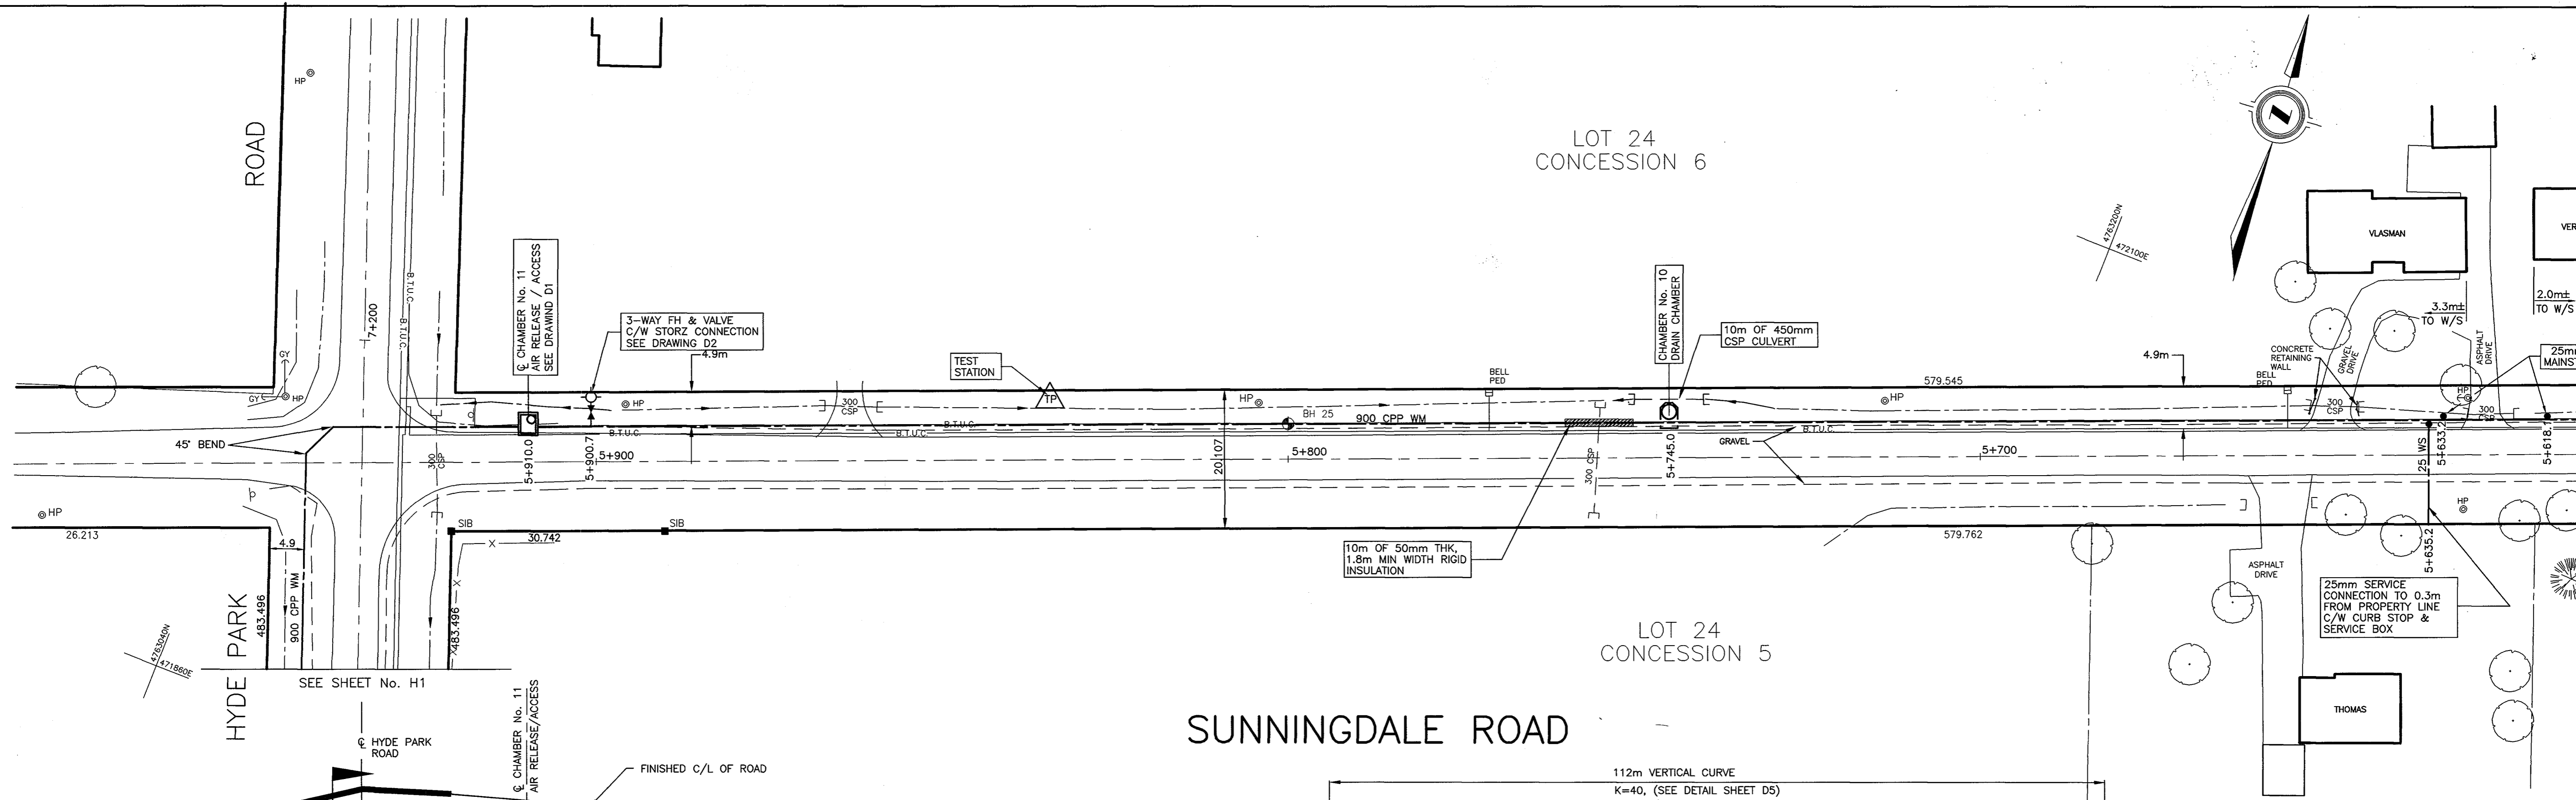 HP
ROAD
B.T.U.C.
B.T.U.C.
7+200
GY
GY
HP
℄ CHAMBER No. 11
AIR RELEASE / ACCESS
SEE DRAWIND D1
3-WAY FH & VALVE
C/W STORZ CONNECTION
SEE DRAWING D2
4.9m
TEST
STATION
TP
HP
300
CSP
B.T.U.C.
B.T.U.C.
B.T.U.C.
HP
BH 25
900 CPP WM
BELL
PED
LOT 24
CONCESSION 6
CHAMBER No. 10
DRAIN CHAMBER
10m OF 450mm
CSP CULVERT
HP
579.545
4.9m
GRAVEL
B.T.U.C.
4763200N
472100E
VLASMAN
VER
3.3m±
TO W/S
2.0m±
TO W/S
CONCRETE
RETAINING
WALL
BELL
PED
GRAVEL
DRIVE
ASPHALT
DRIVE
HP
25mm
MAINST
300
CSP
300
CSP
45° BEND
300
CSP
5+910.0
5+900.7
5+900
20.107
5+800
300 CSP
5+745.0
5+700
25 WS
5+633.2
5+618.1
HP
26.213
4.9
SIB
SIB
30.742
X
X
X
483.496
900 CPP WM
483.496
HYDE PARK
4763040N
471860E
SEE SHEET No. H1
10m OF 50mm THK,
1.8m MIN WIDTH RIGID
INSULATION
579.762
HP
5+635.2
ASPHALT
DRIVE
25mm SERVICE
CONNECTION TO 0.3m
FROM PROPERTY LINE
C/W CURB STOP &
SERVICE BOX
LOT 24
CONCESSION 5
THOMAS
SUNNINGDALE ROAD
℄ HYDE PARK
ROAD
℄ CHAMBER No. 11
AIR RELEASE/ACCESS
FINISHED C/L OF ROAD
112m VERTICAL CURVE
K=40, (SEE DETAIL SHEET D5)